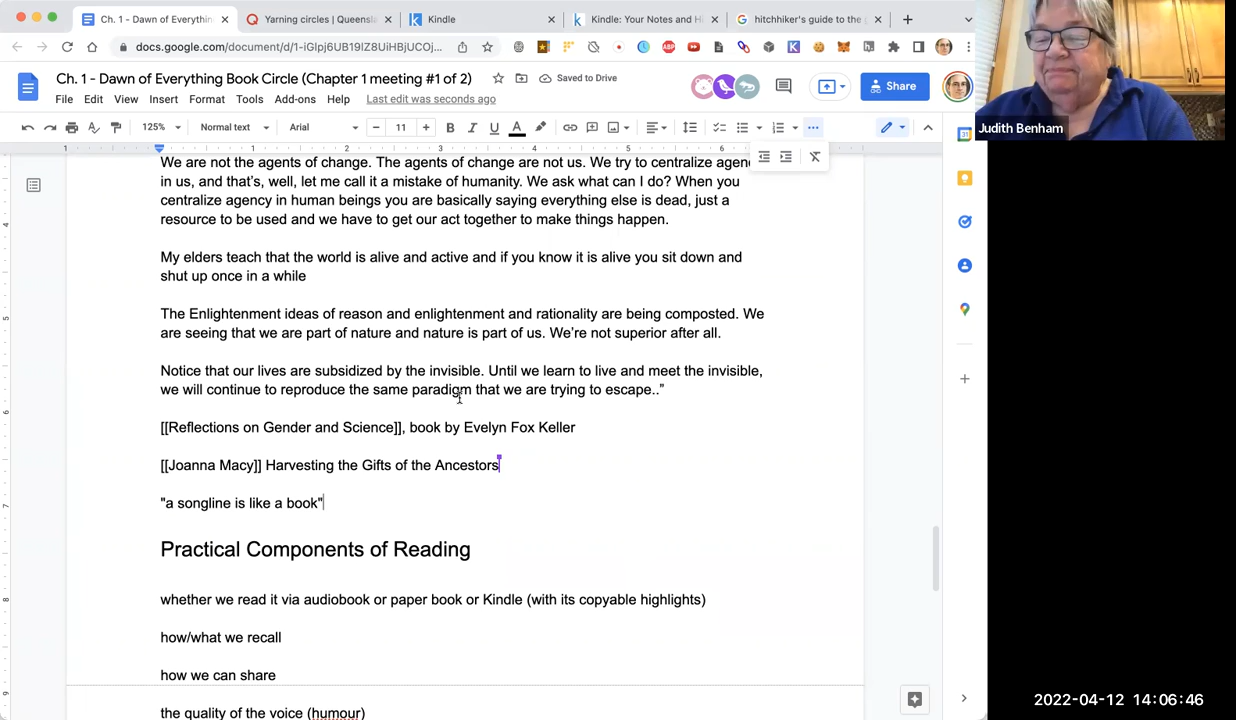 Ch. 1 - Dawn of Everythin
Yarning circles | Queensla
Kindle
Kindle: Your Notes and Hi
hitchhiker's guide to the
docs.google.com/document/d/1-iGlpj6UB19IZ8UiHBjUCOj...
Ch. 1 - Dawn of Everything Book Circle (Chapter 1 meeting #1 of 2)
Saved to Drive
Share
File Edit View Insert Format Tools Add-ons Help Last edit was seconds ago
125% Normal text Arial 11
Judith Benham
We are not the agents of change. The agents of change are not us. We try to centralize agen
in us, and that's, well, let me call it a mistake of humanity. We ask what can I do? When you
centralize agency in human beings you are basically saying everything else is dead, just a
resource to be used and we have to get our act together to make things happen.
My elders teach that the world is alive and active and if you know it is alive you sit down and
shut up once in a while
The Enlightenment ideas of reason and enlightenment and rationality are being composted. We
are seeing that we are part of nature and nature is part of us. We're not superior after all.
Notice that our lives are subsidized by the invisible. Until we learn to live and meet the invisible,
we will continue to reproduce the same paradigm that we are trying to escape.."
[[Reflections on Gender and Science]], book by Evelyn Fox Keller
[[Joanna Macy]] Harvesting the Gifts of the Ancestors
"a songline is like a book"
Practical Components of Reading
whether we read it via audiobook or paper book or Kindle (with its copyable highlights)
how/what we recall
how we can share
the quality of the voice (humour)
2022-04-12 14:06:46